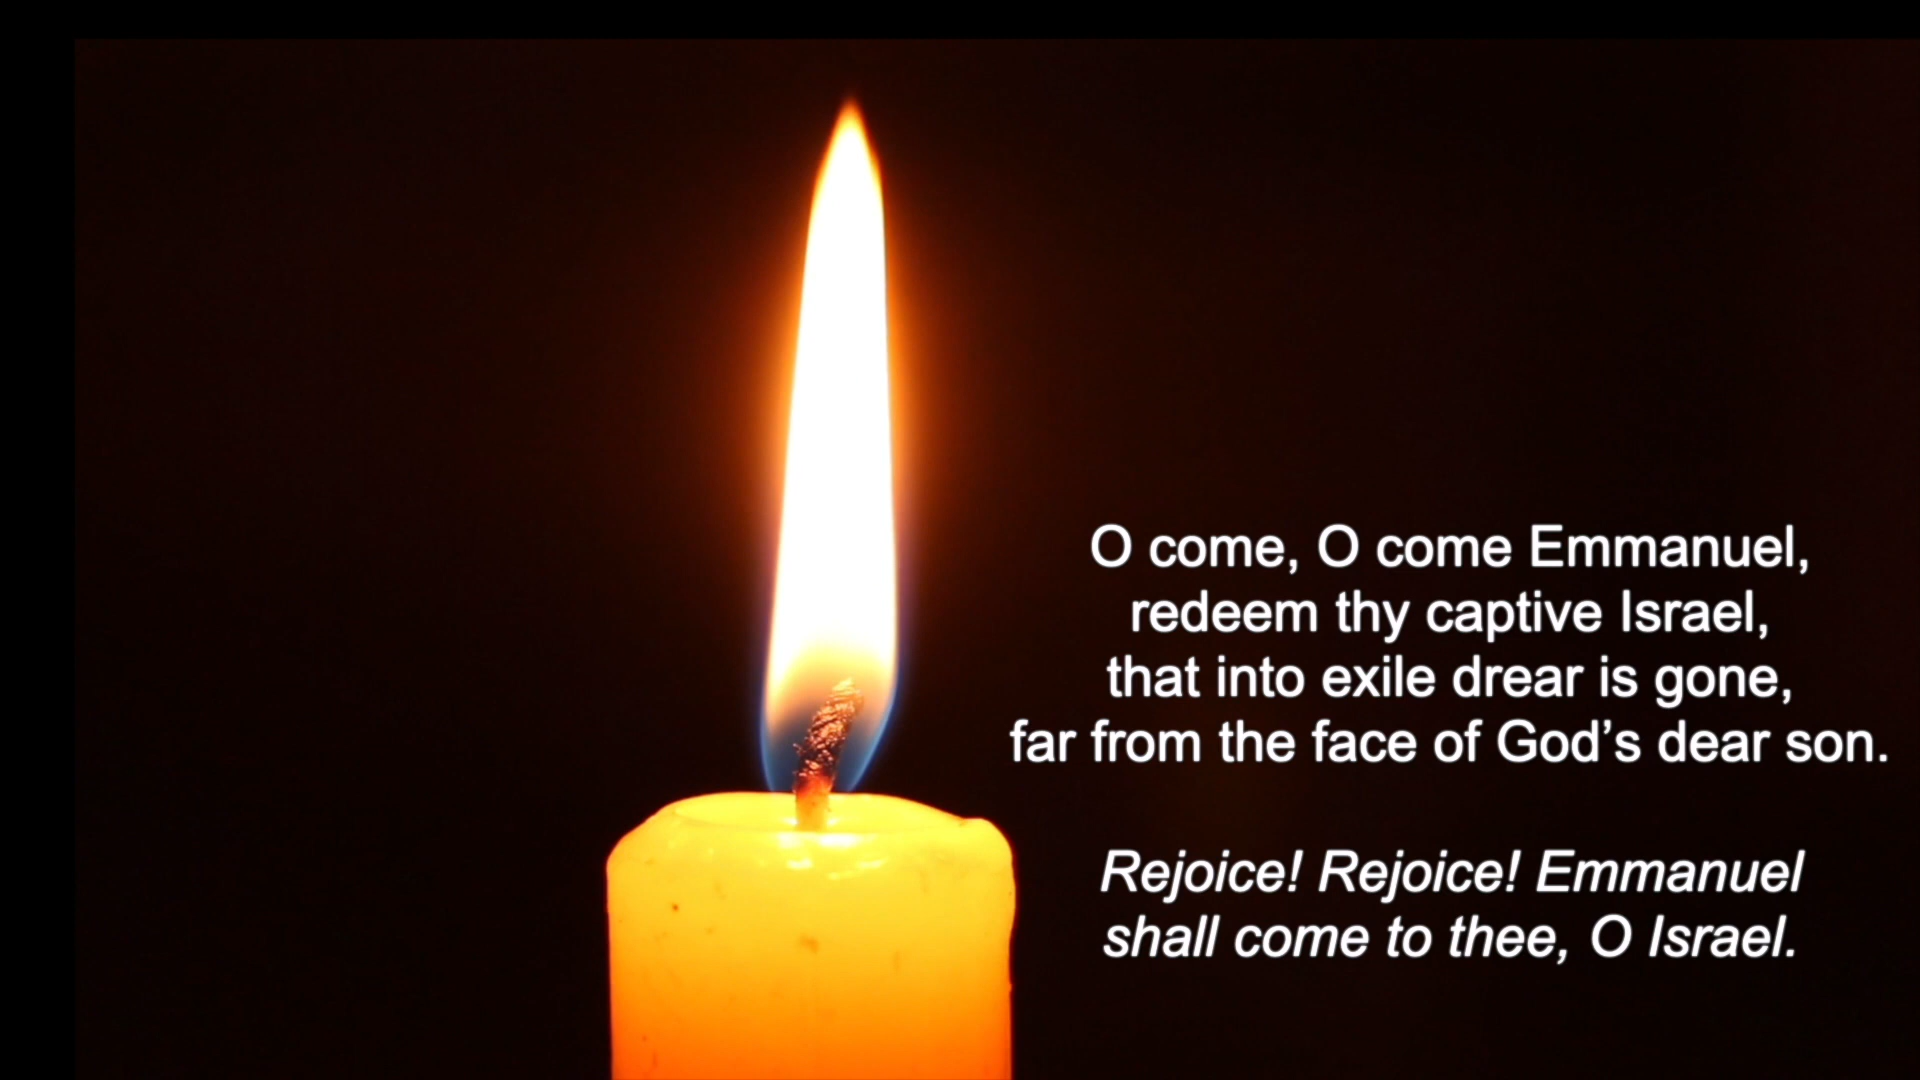 O come, O come Emmanuel,
redeem thy captive Israel,
that into exile drear is gone,
far from the face of God’s dear son.
Rejoice! Rejoice! Emmanuel
shall come to thee, O Israel.